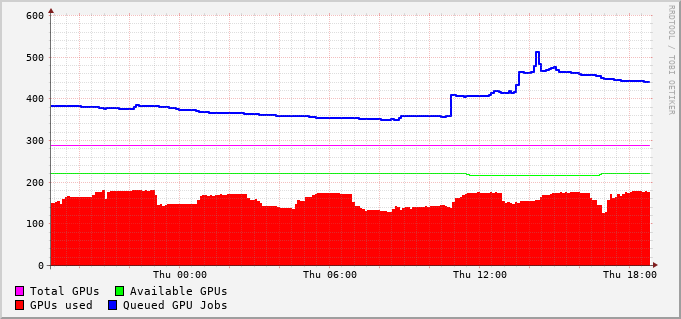 600
500
400
300
200
100
0
Thu 00:00 Thu 06:00 Thu 12:00 Thu 18:00
Total GPUs Available GPUs
GPUs used Queued GPU Jobs
RRDTOOL / TOBI OETIKER